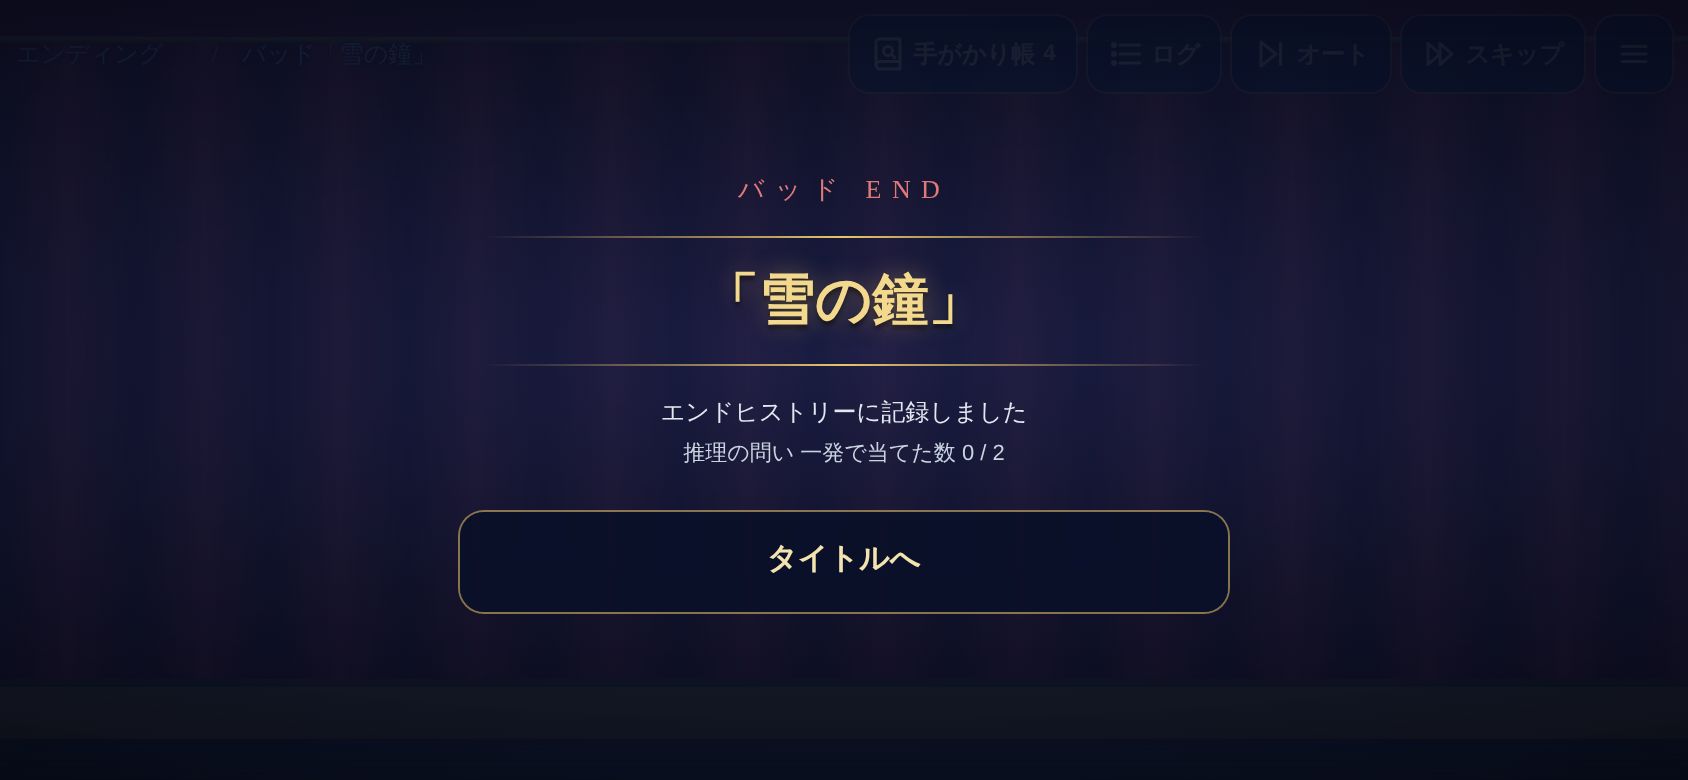 エンディング / バッド「雪の鐘」
手がかり帳 4 ログ オート スキップ
バッド END
「雪の鐘」
エンドヒストリーに記録しました
推理の問い 一発で当てた数 0 / 2
タイトルへ